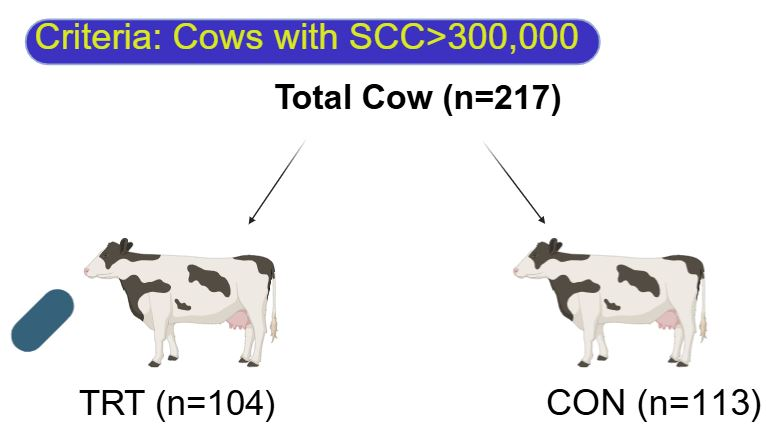 Criteria: Cows with SCC>300,000
Total Cow (n=217)
TRT (n=104)
CON (n=113)